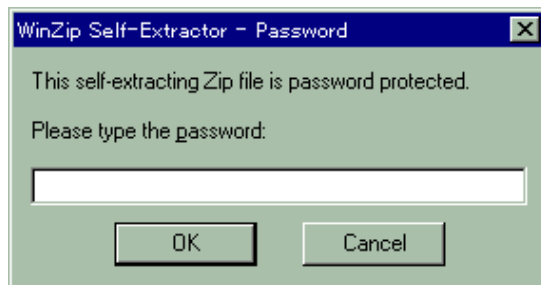 WinZip Self-Extractor - Password
This self-extracting Zip file is password protected.
Please type the password:
OK
Cancel